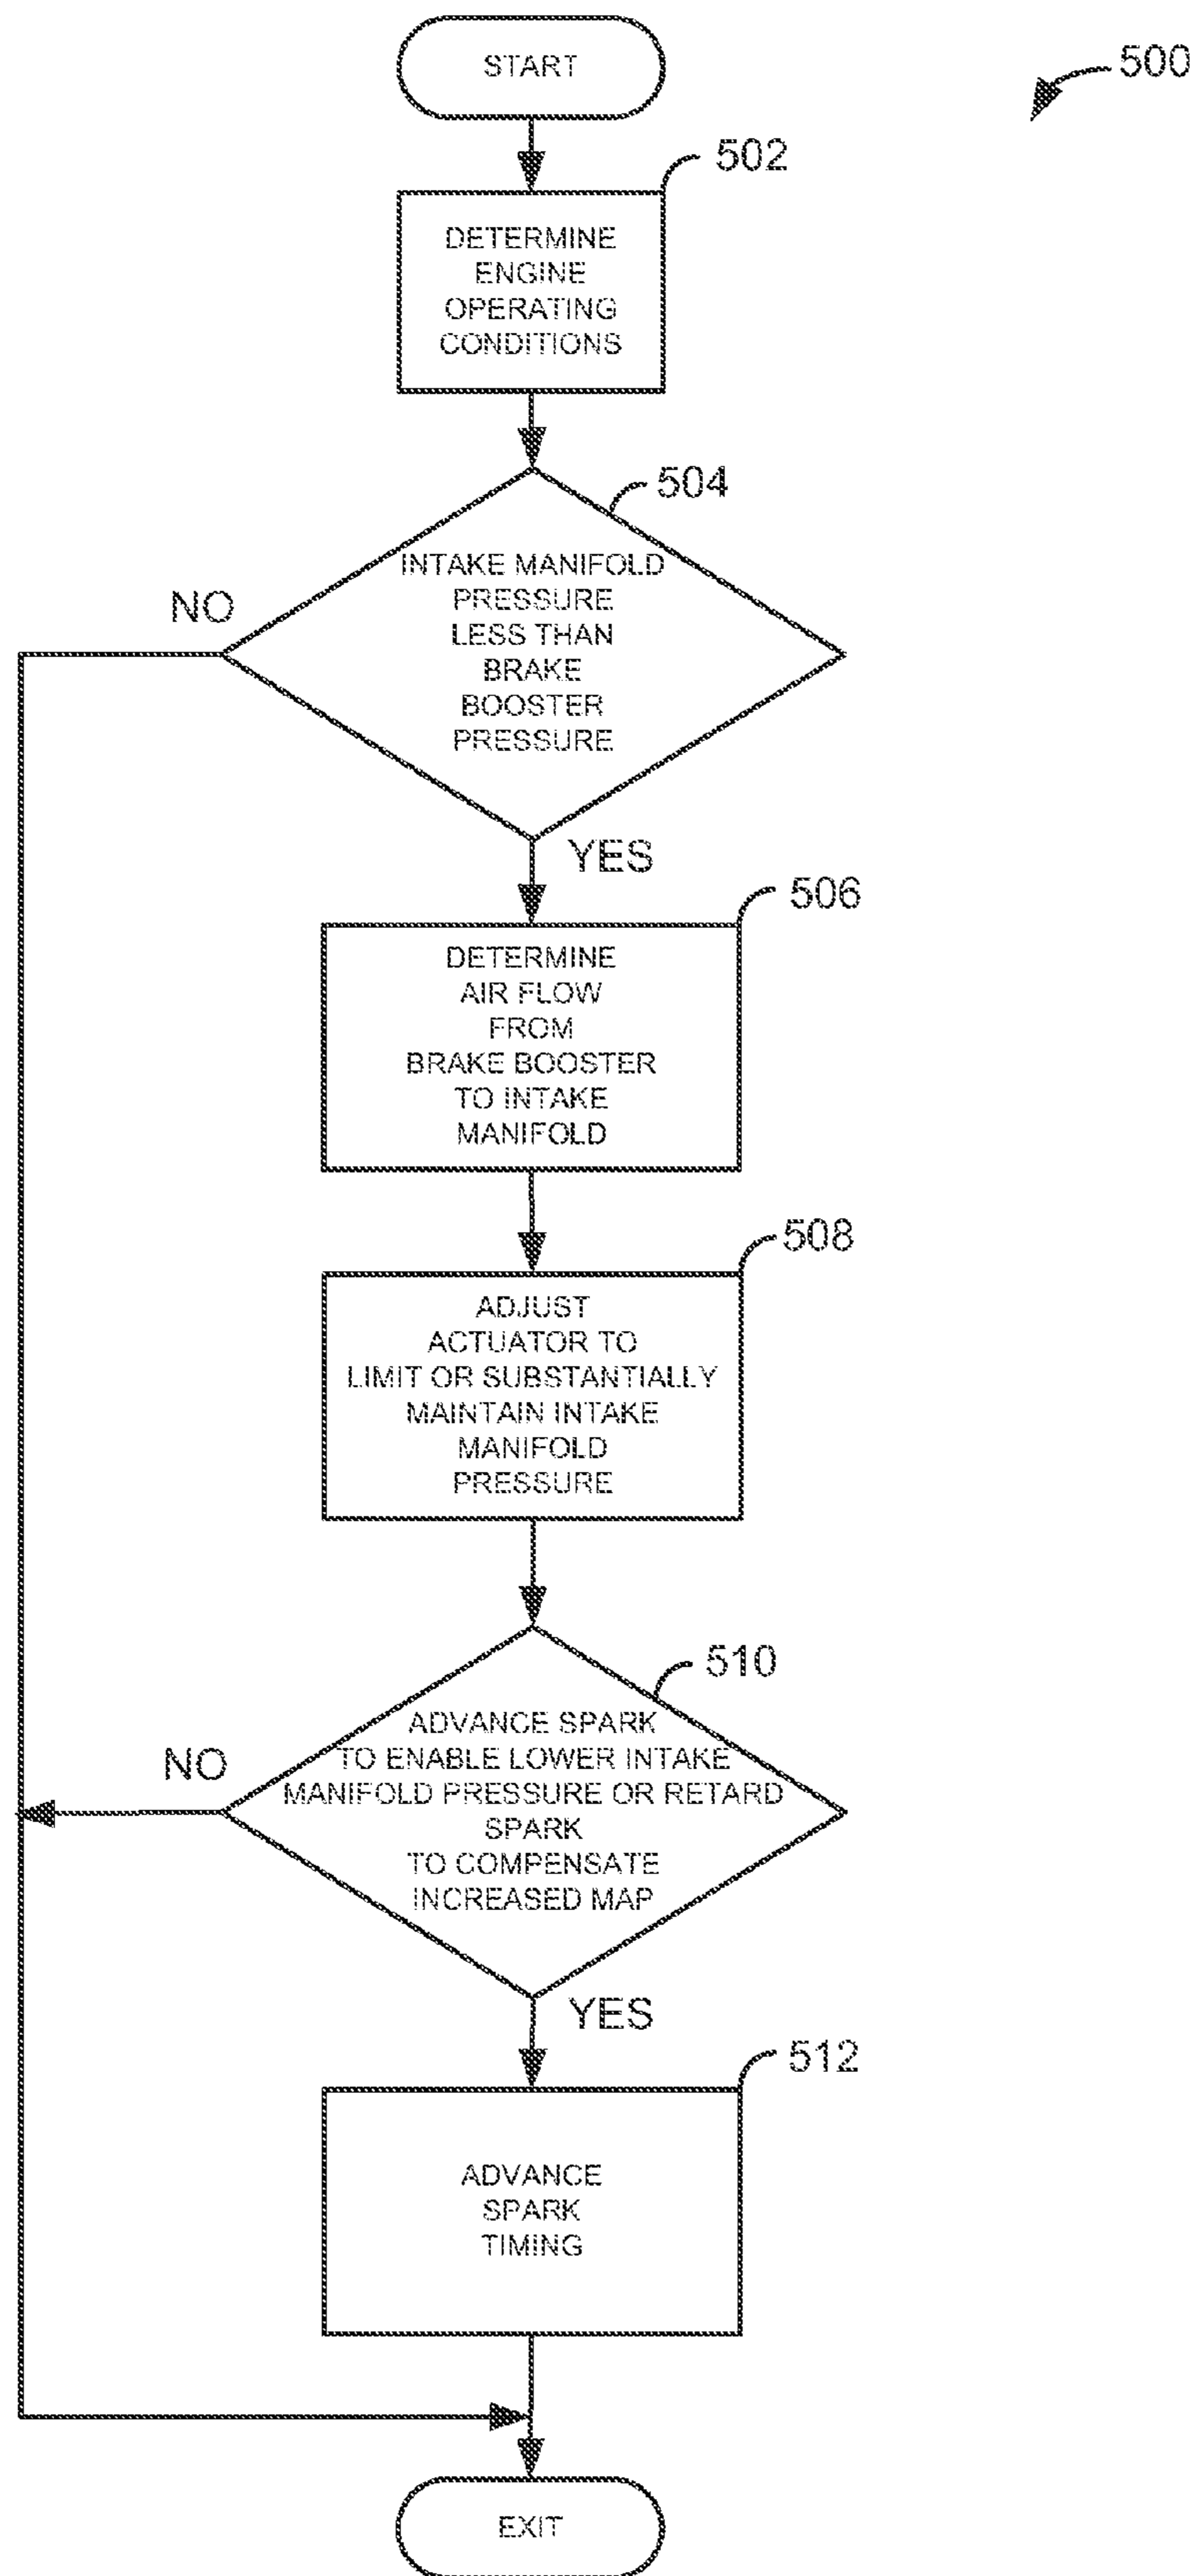 START
500
502
DETERMINE
ENGINE
OPERATING
CONDITIONS
504
INTAKE MANIFOLD
PRESSURE
LESS THAN
BRAKE
BOOSTER
PRESSURE
NO
YES
506
DETERMINE
AIR FLOW
FROM
BRAKE BOOSTER
TO INTAKE
MANIFOLD
508
ADJUST
ACTUATOR TO
LIMIT OR SUBSTANTIALLY
MAINTAIN INTAKE
MANIFOLD
PRESSURE
510
ADVANCE SPARK
TO ENABLE LOWER INTAKE
MANIFOLD PRESSURE OR RETARD
SPARK
TO COMPENSATE
INCREASED MAP
NO
YES
512
ADVANCE
SPARK
TIMING
EXIT